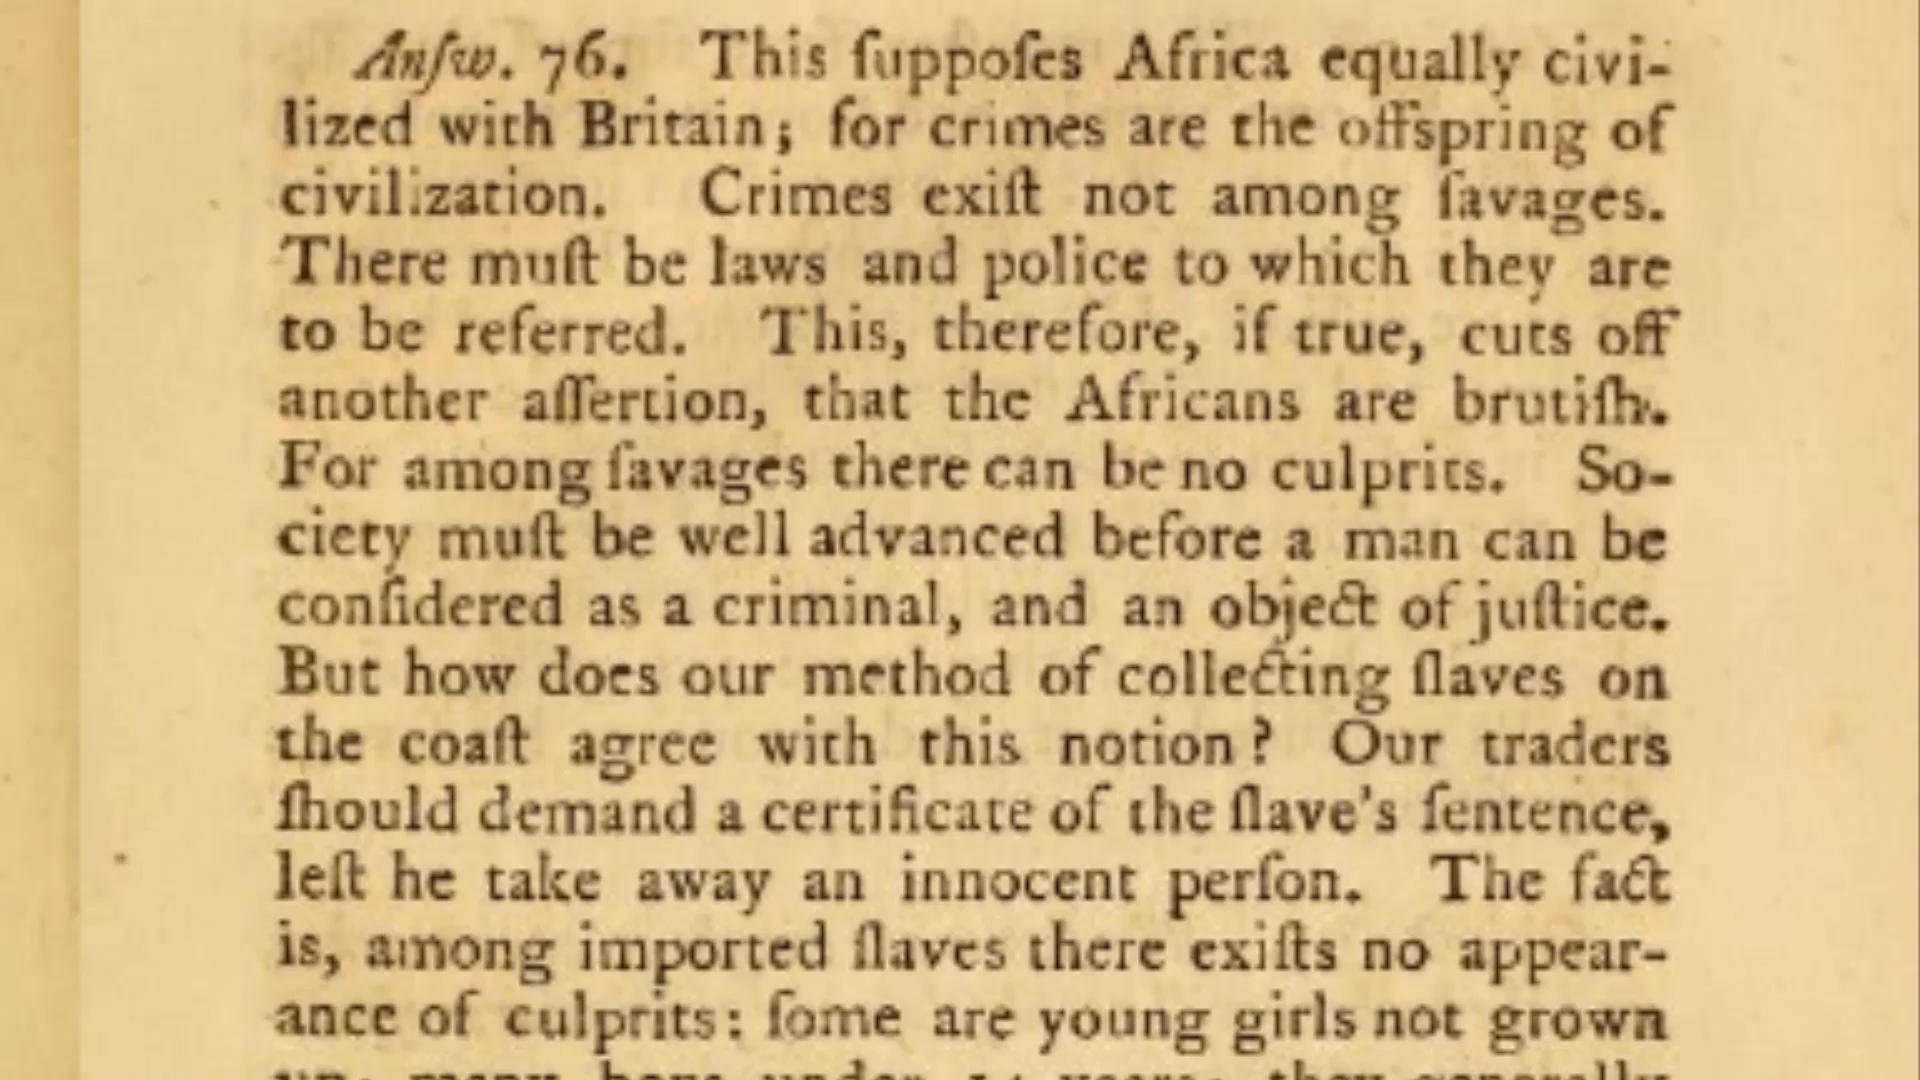 Anſw. 76. This ſuppoſes Africa equally civi-
lized with Britain; for crimes are the offspring of
civilization. Crimes exiſt not among ſavages.
There muſt be laws and police to which they are
to be referred. This, therefore, if true, cuts off
another aſſertion, that the Africans are brutiſh.
For among ſavages there can be no culprits. So-
ciety muſt be well advanced before a man can be
conſidered as a criminal, and an object of juſtice.
But how does our method of collecting ſlaves on
the coaſt agree with this notion? Our traders
ſhould demand a certificate of the ſlave's ſentence,
leſt he take away an innocent perſon. The fact
is, among imported ſlaves there exiſts no appear-
ance of culprits: ſome are young girls not grown